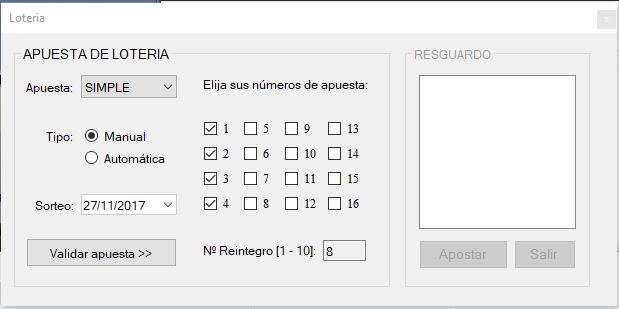 Loteria
APUESTA DE LOTERIA
Apuesta: SIMPLE
Tipo: Manual
Automática
Sorteo: 27/11/2017
Validar apuesta >>
Elija sus números de apuesta:
1 5 9 13
2 6 10 14
3 7 11 15
4 8 12 16
Nº Reintegro [1 - 10]: 8
RESGUARDO
Apostar Salir